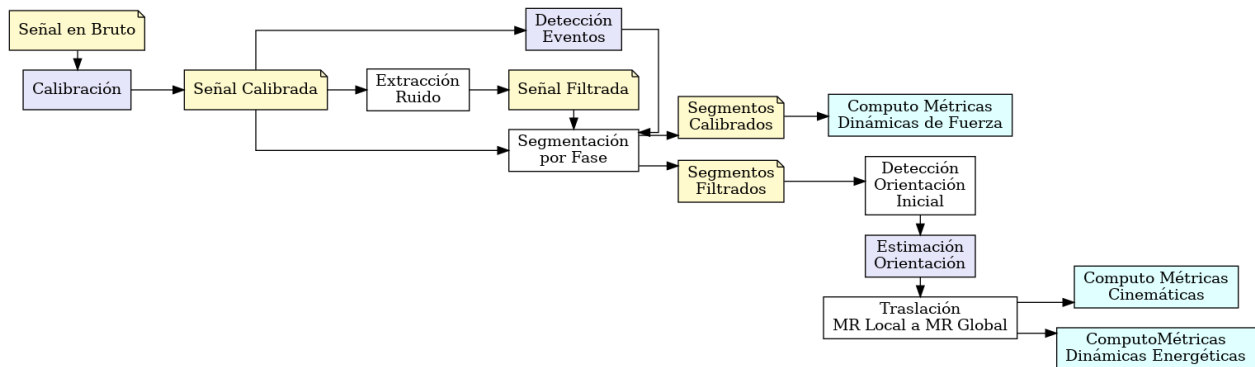 Señal en Bruto
Calibración
Señal Calibrada
Detección
Eventos
Extracción
Ruido
Señal Filtrada
Segmentación
por Fase
Segmentos
Calibrados
Computo Métricas
Dinámicas de Fuerza
Segmentos
Filtrados
Detección
Orientación
Inicial
Estimación
Orientación
Traslación
MR Local a MR Global
Computo Métricas
Cinemáticas
ComputoMétricas
Dinámicas Energéticas